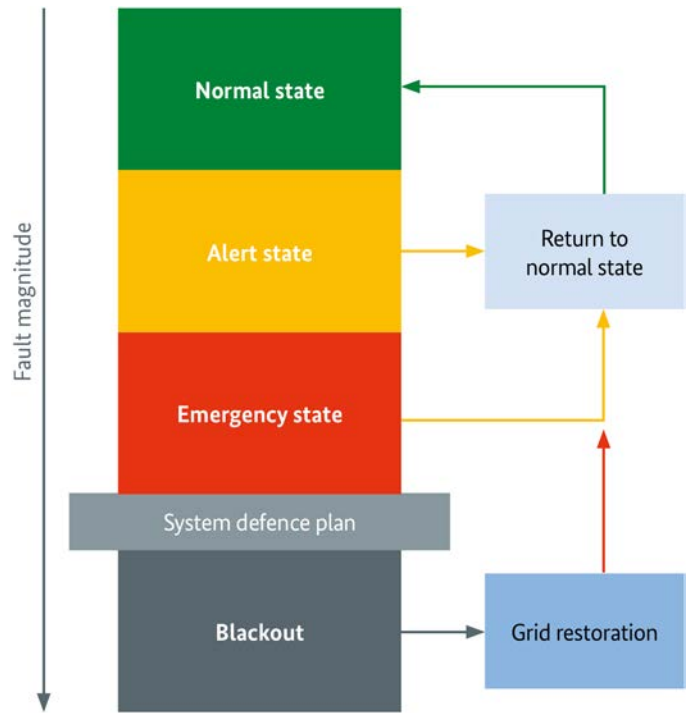 Fault magnitude
Normal state
Alert state
Return to
normal state
Emergency state
System defence plan
Blackout
Grid restoration